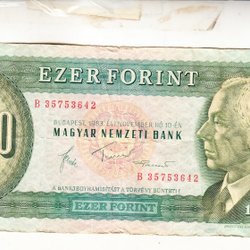 EZER FORINT
B 35753642
BUDAPEST, 1983. ÉVI NOVEMBER HÓ 10-ÉN
MAGYAR NEMZETI BANK
B 35753642
A BANKJEGYHAMISÍTÁST A TÖRVÉNY BÜNTETI!
EZER FORINT